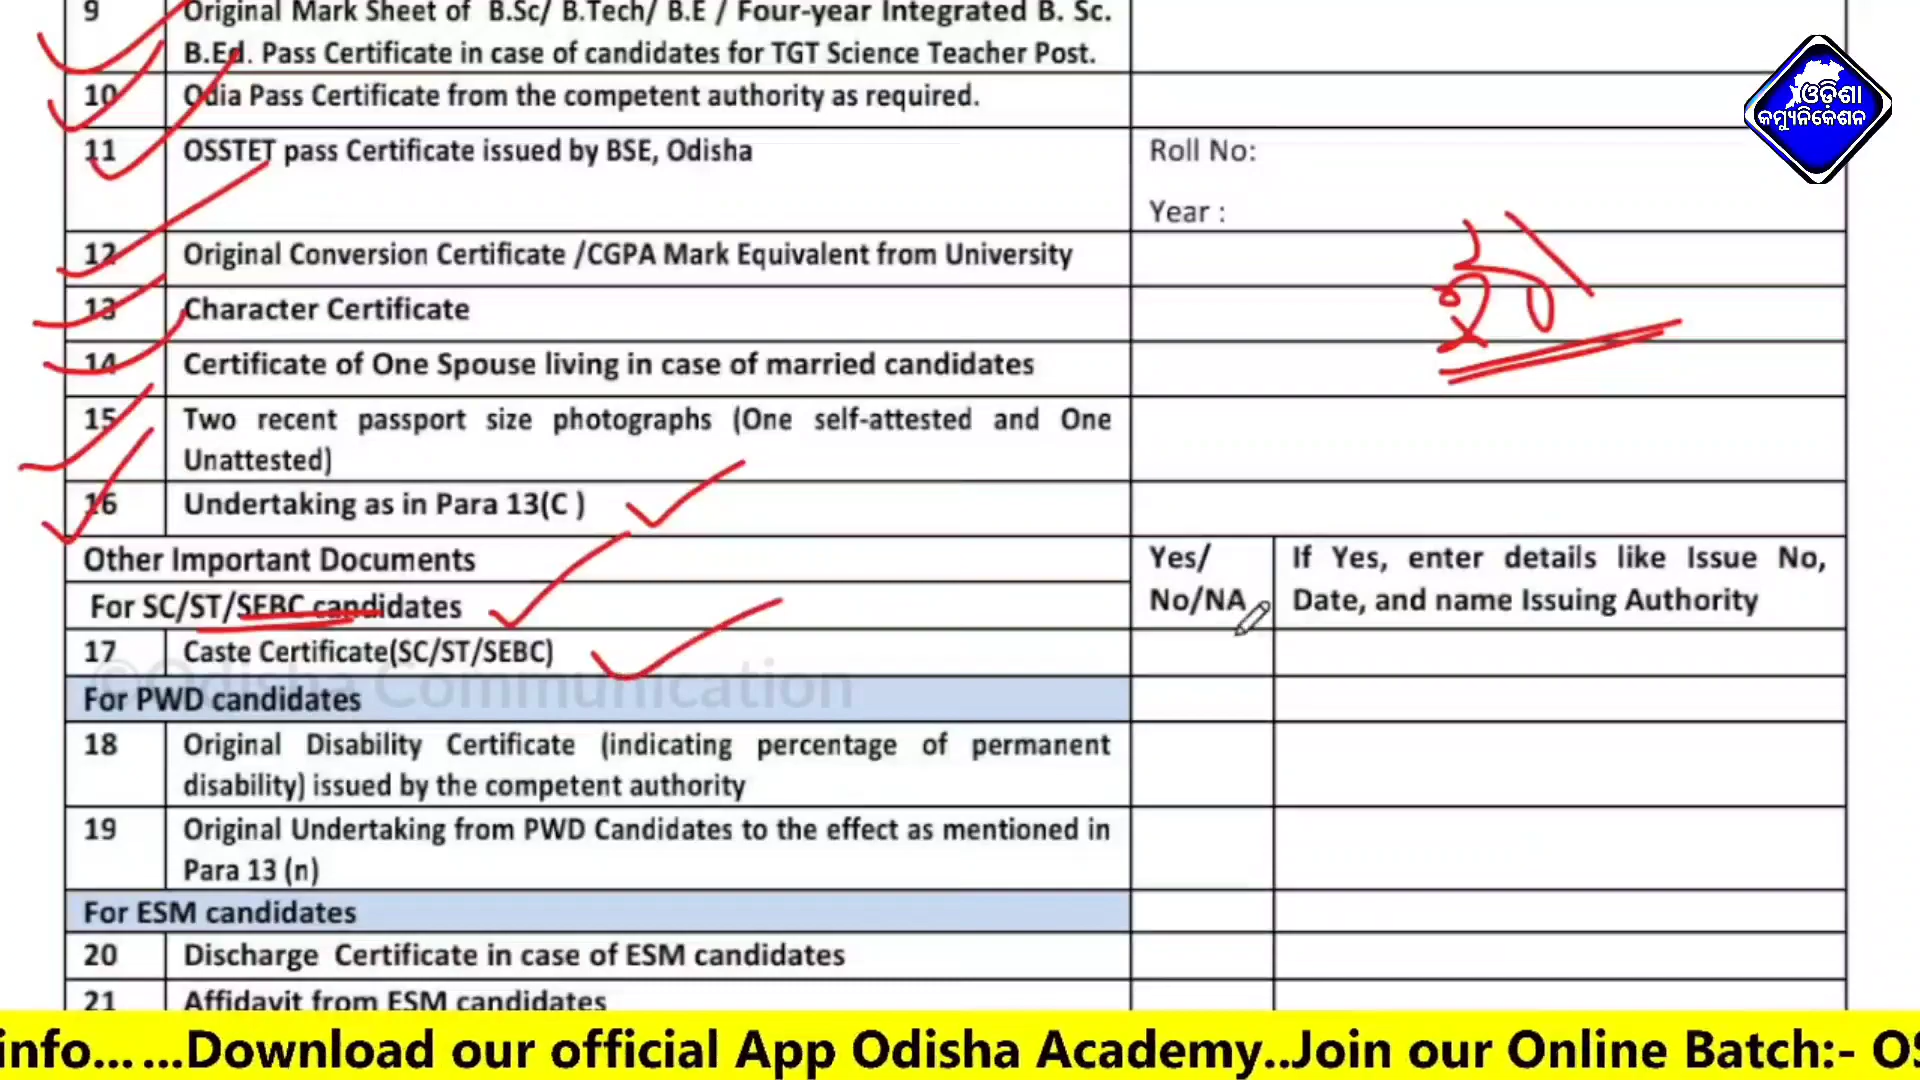 9 Original Mark Sheet of B.Sc/ B.Tech/ B.E / Four-year Integrated B. Sc.
B.Ed. Pass Certificate in case of candidates for TGT Science Teacher Post.
ଓଡ଼ିଶା
କମ୍ୟୁନିକେଶନ
10 Odia Pass Certificate from the competent authority as required.
11 OSSTET pass Certificate issued by BSE, Odisha Roll No:
Year :
12 Original Conversion Certificate /CGPA Mark Equivalent from University
13 Character Certificate
14 Certificate of One Spouse living in case of married candidates
15 Two recent passport size photographs (One self-attested and One
Unattested)
16 Undertaking as in Para 13(C )
Other Important Documents Yes/ If Yes, enter details like Issue No,
For SC/ST/SEBC candidates No/NA Date, and name Issuing Authority
17 Caste Certificate(SC/ST/SEBC)
©Odisha Communication
For PWD candidates
18 Original Disability Certificate (indicating percentage of permanent
disability) issued by the competent authority
19 Original Undertaking from PWD Candidates to the effect as mentioned in
Para 13 (n)
For ESM candidates
20 Discharge Certificate in case of ESM candidates
21 Affidavit from ESM candidates
info... ...Download our official App Odisha Academy..Join our Online Batch:- OS